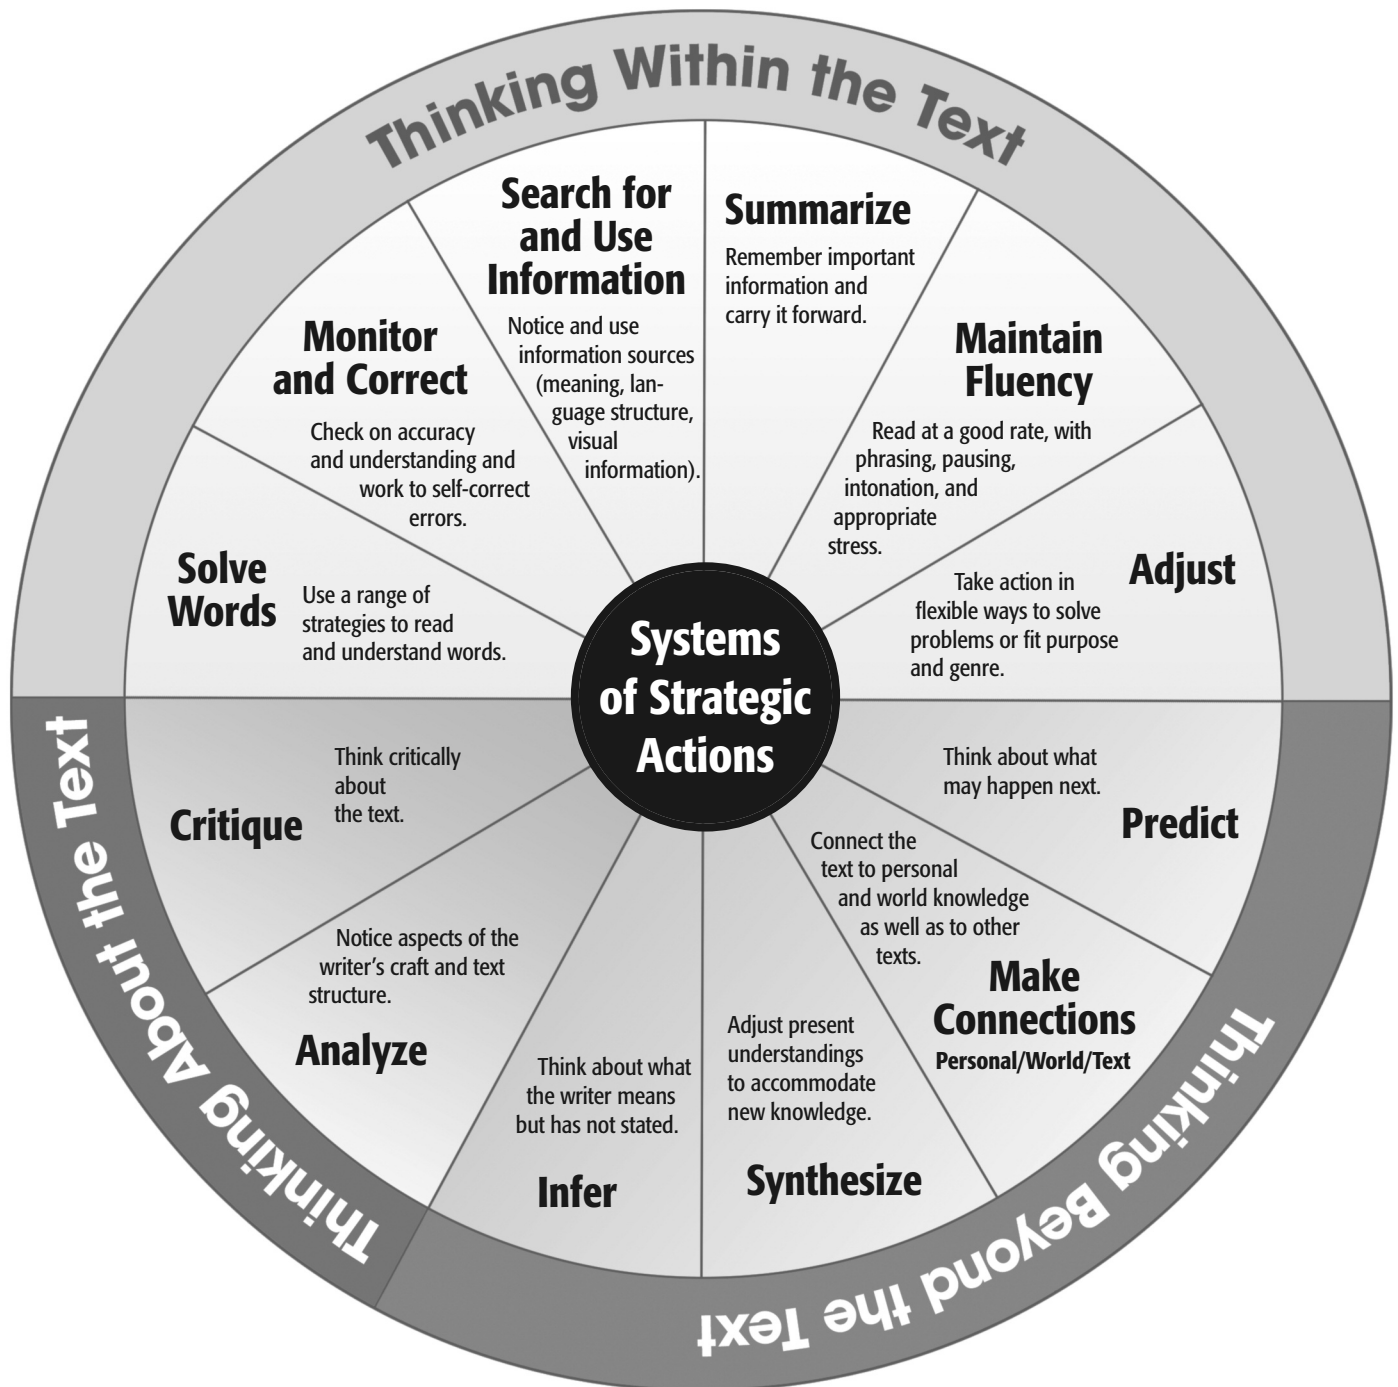 Thinking Within the Text
Search for
and Use
Information
Notice and use
information sources
(meaning, lan-
guage structure,
visual
information).
Summarize
Remember important
information and
carry it forward.
Maintain
Fluency
Read at a good rate, with
phrasing, pausing,
intonation, and
appropriate
stress.
Adjust
Take action in
flexible ways to solve
problems or fit purpose
and genre.
Monitor
and Correct
Check on accuracy
and understanding and
work to self-correct
errors.
Solve
Words
Use a range of
strategies to read
and understand words.
Systems
of Strategic
Actions
Thinking Beyond the Text
Think about what
may happen next.
Predict
Connect the
text to personal
and world knowledge
as well as to other
texts.
Make
Connections
Personal/World/Text
Adjust present
understandings
to accommodate
new knowledge.
Synthesize
Think about what
the writer means
but has not stated.
Infer
Thinking About the Text
Notice aspects of the
writer's craft and text
structure.
Analyze
Think critically
about
the text.
Critique